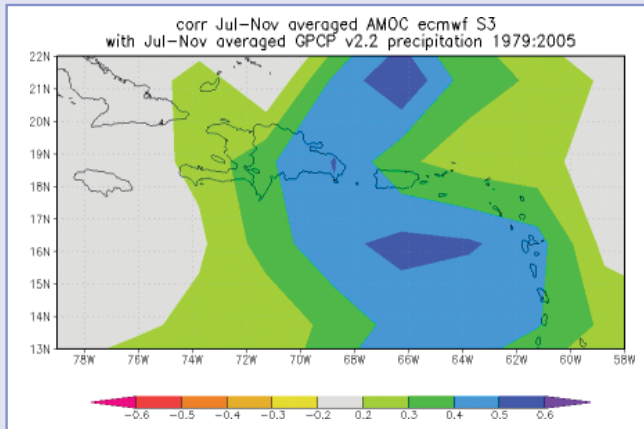 corr Jul-Nov averaged AMOC ecmwf S3
with Jul-Nov averaged GPCP v2.2 precipitation 1979:2005
22N
21N
20N
19N
18N
17N
16N
15N
14N
13N
78W 76W 74W 72W 70W 68W 66W 64W 62W 60W 58W
-0.6 -0.5 -0.4 -0.3 -0.2 0.2 0.3 0.4 0.5 0.6